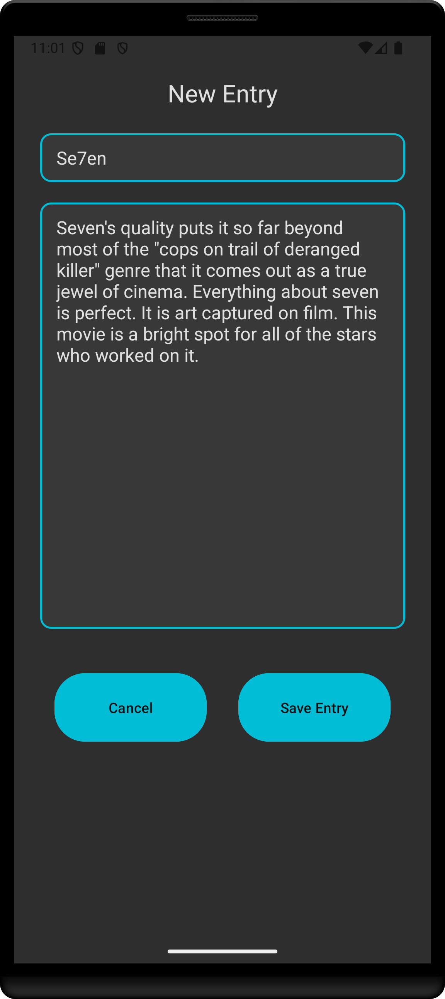 11:01
New Entry
Se7en
Seven's quality puts it so far beyond
most of the "cops on trail of deranged
killer" genre that it comes out as a true
jewel of cinema. Everything about seven
is perfect. It is art captured on film. This
movie is a bright spot for all of the stars
who worked on it.
Cancel
Save Entry